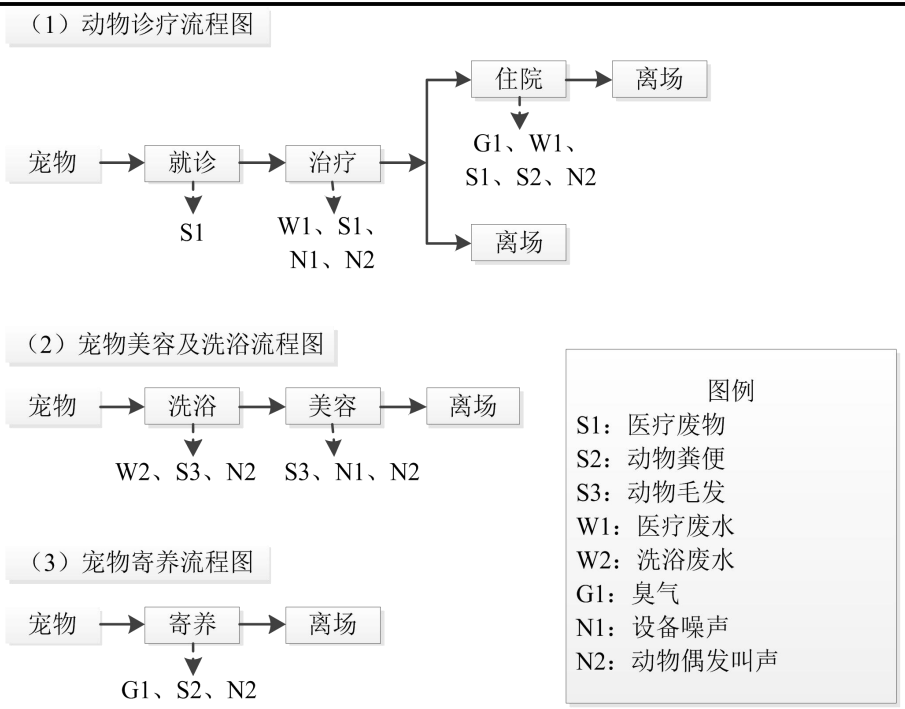 （1）动物诊疗流程图
住院
离场
宠物
就诊
治疗
G1、W1、
S1、S2、N2
S1
W1、S1、
N1、N2
离场
（2）宠物美容及洗浴流程图
宠物
洗浴
美容
离场
W2、S3、N2
S3、N1、N2
（3）宠物寄养流程图
宠物
寄养
离场
G1、S2、N2
图例
S1：医疗废物
S2：动物粪便
S3：动物毛发
W1：医疗废水
W2：洗浴废水
G1：臭气
N1：设备噪声
N2：动物偶发叫声